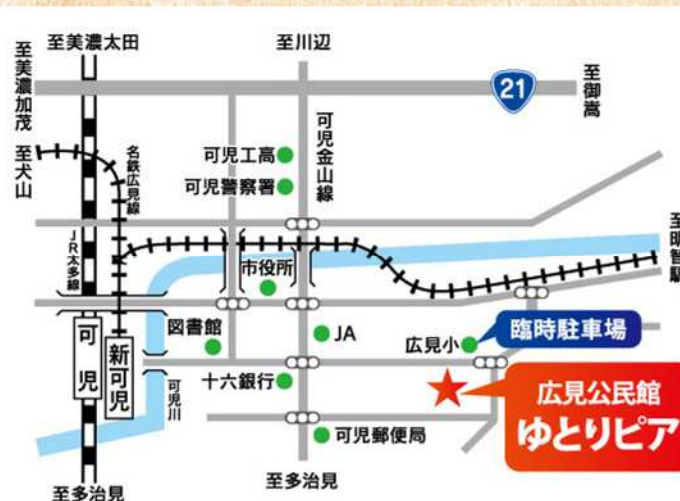 至美濃太田
至川辺
至美濃加茂
21
至御嵩
可児金山線
至犬山
名鉄広見線
可児工高
可児警察署
JR太多線
至明智駅
市役所
可児
新可児
図書館
JA
広見小
臨時駐車場
十六銀行
可児川
広見公民館
ゆとりピア
可児郵便局
至多治見
至多治見